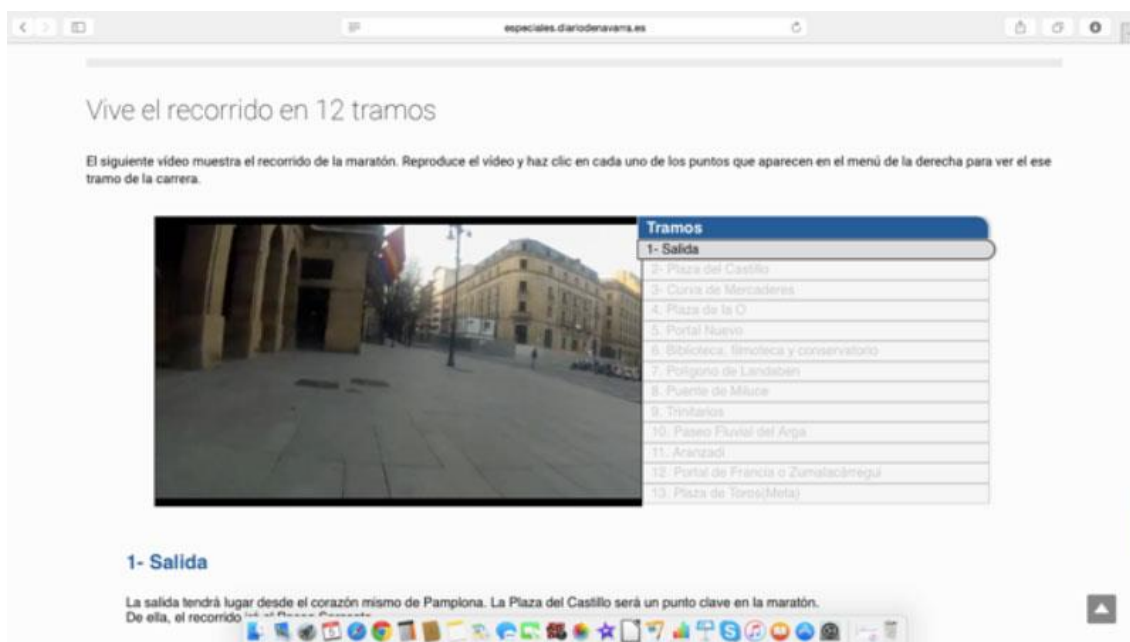 especiales.diariodenavarra.es
Vive el recorrido en 12 tramos
El siguiente vídeo muestra el recorrido de la maratón. Reproduce el vídeo y haz clic en cada uno de los puntos que aparecen en el menú de la derecha para ver el ese
tramo de la carrera.
Tramos
1- Salida
2- Plaza del Castillo
3- Curva de Mercaderes
4. Plaza de la O
5. Portal Nuevo
6. Biblioteca, filmoteca y conservatorio
7. Polígono de Landaben
8. Puente de Miluce
9. Trinitarios
10. Paseo Fluvial del Arga
11. Aranzadi
12. Portal de Francia o Zumalacárregui
13. Plaza de Toros(Meta)
1- Salida
La salida tendrá lugar desde el corazón mismo de Pamplona. La Plaza del Castillo será un punto clave en la maratón.
De ella, el recorrido